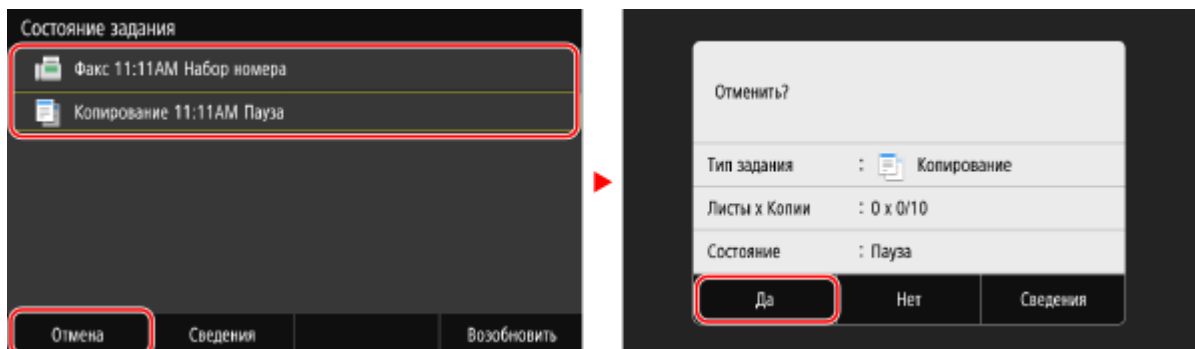 Состояние задания
Факс 11:11AM Набор номера
Копирование 11:11AM Пауза
Отмена Сведения Возобновить
Отменить?
Тип задания : Копирование
Листы x Копии : 0 x 0/10
Состояние : Пауза
Да Нет Сведения